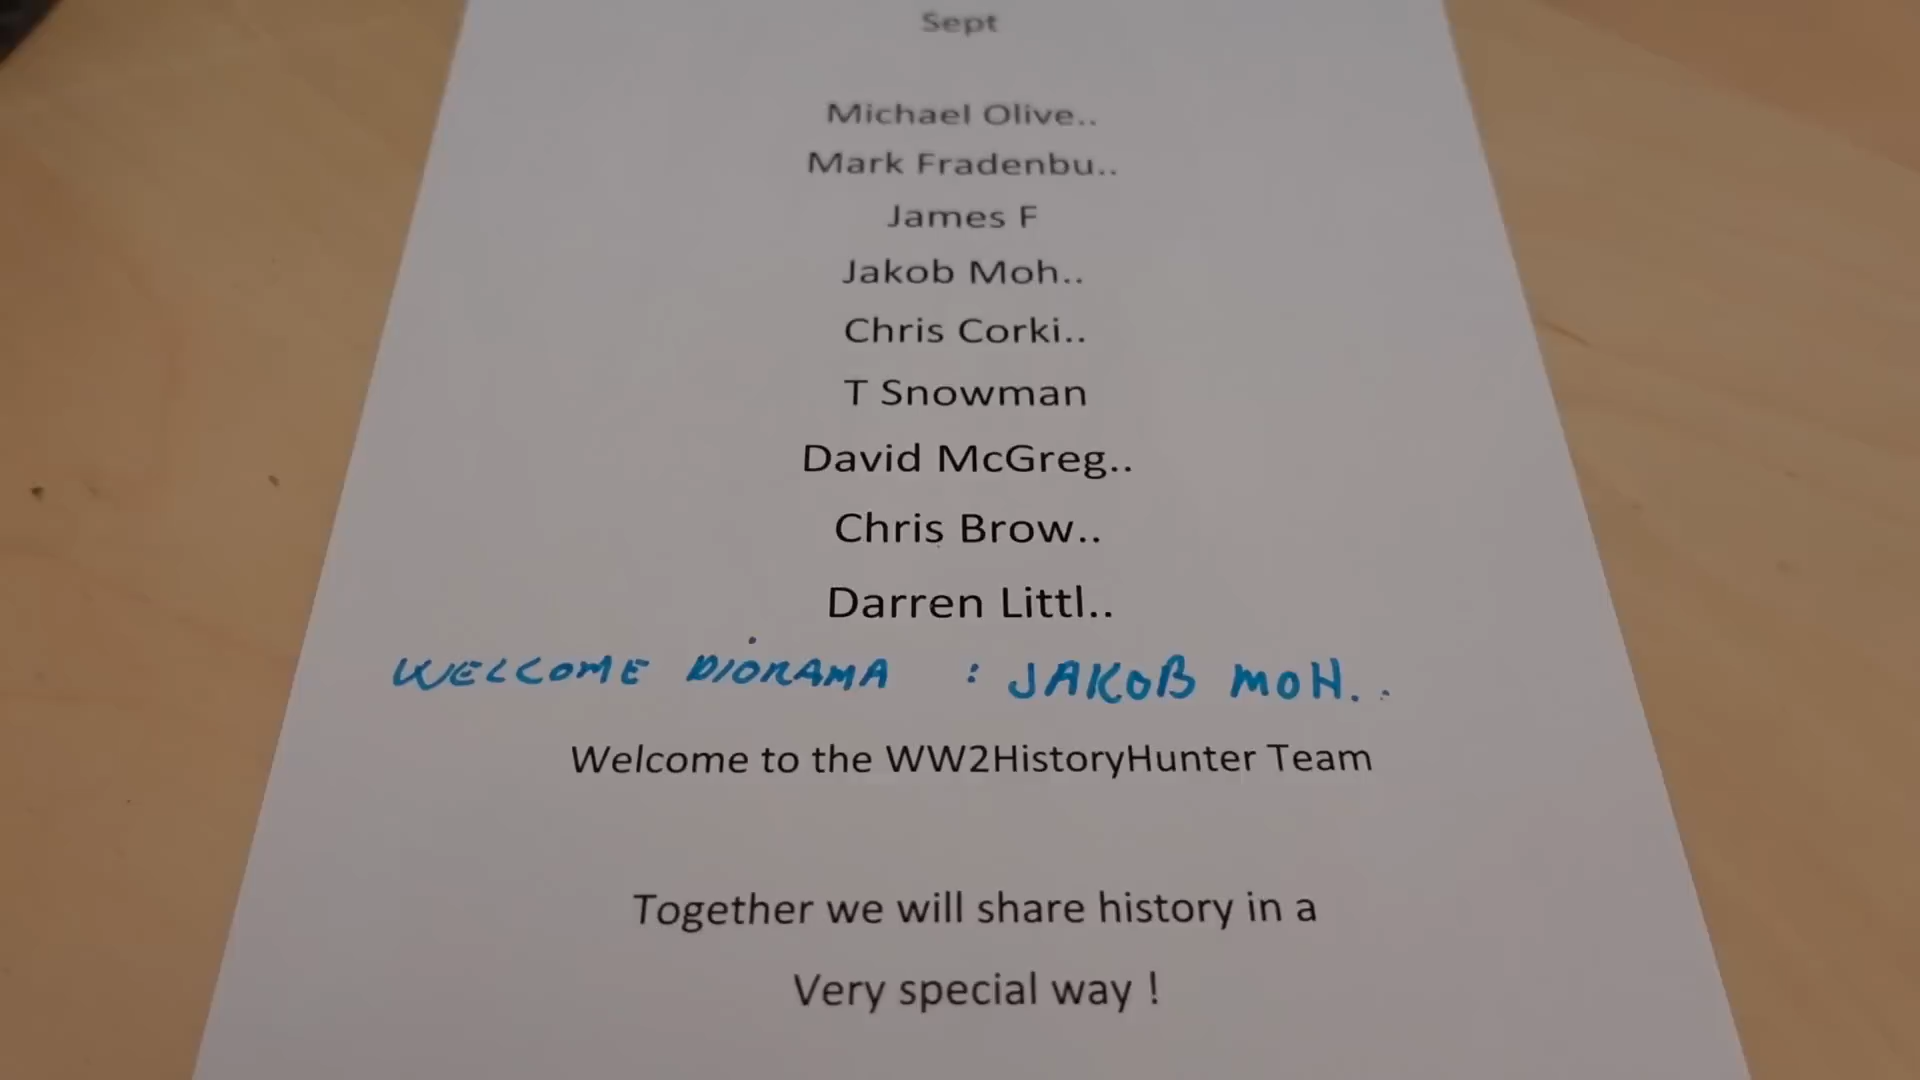 Sept
Michael Olive..
Mark Fradenbu..
James F
Jakob Moh..
Chris Corki..
T Snowman
David McGreg..
Chris Brow..
Darren Littl..
WELCOME DIORAMA : JAKOB MOH..
Welcome to the WW2HistoryHunter Team
Together we will share history in a
Very special way !